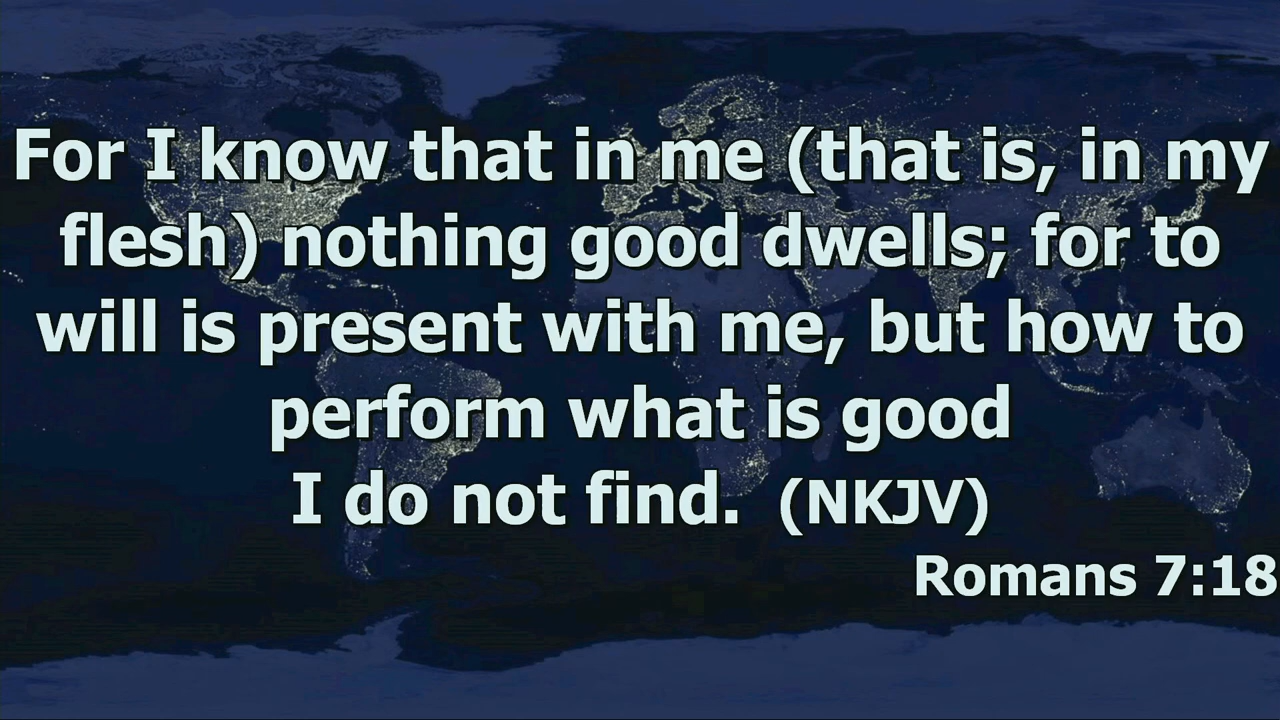 For I know that in me (that is, in my
flesh) nothing good dwells; for to
will is present with me, but how to
perform what is good
I do not find.  (NKJV)
Romans 7:18